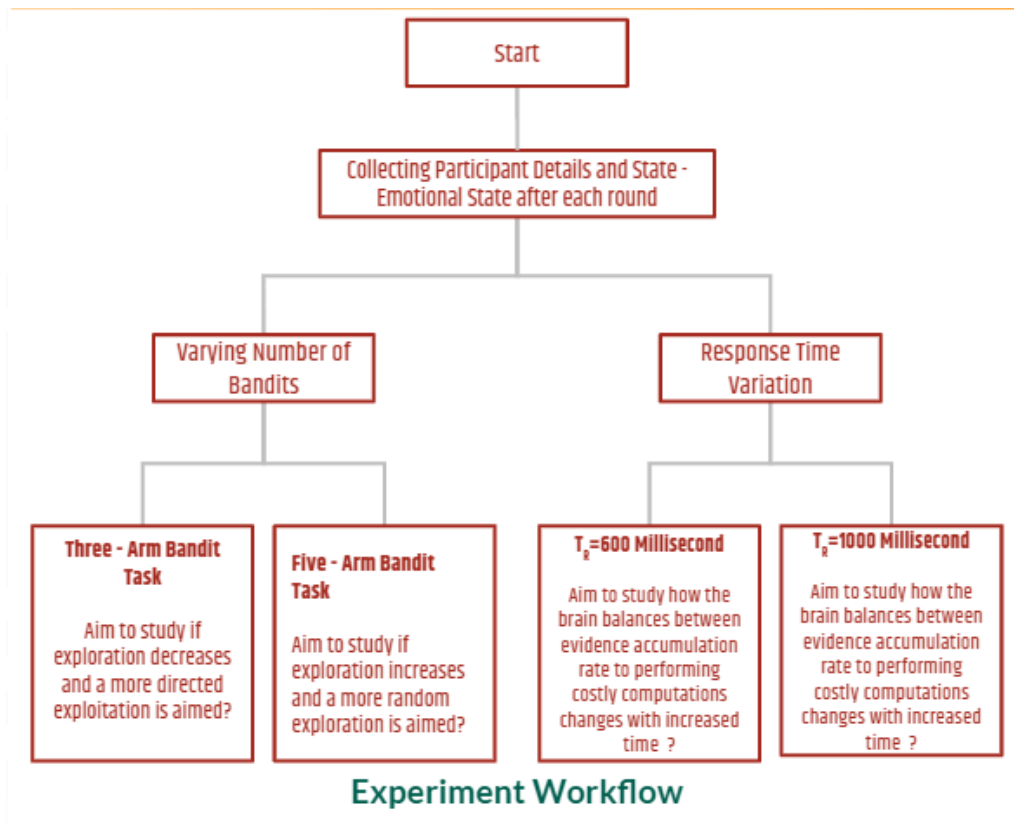 Start
Collecting Participant Details and State -
Emotional State after each round
Varying Number of
Bandits
Response Time
Variation
Three - Arm Bandit
Task
Aim to study if
exploration decreases
and a more directed
exploitation is aimed?
Five - Arm Bandit
Task
Aim to study if
exploration increases
and a more random
exploration is aimed?
T_R=600 Millisecond
Aim to study how the
brain balances between
evidence accumulation
rate to performing
costly computations
changes with increased
time ?
T_R=1000 Millisecond
Aim to study how the
brain balances between
evidence accumulation
rate to performing
costly computations
changes with increased
time ?
Experiment Workflow